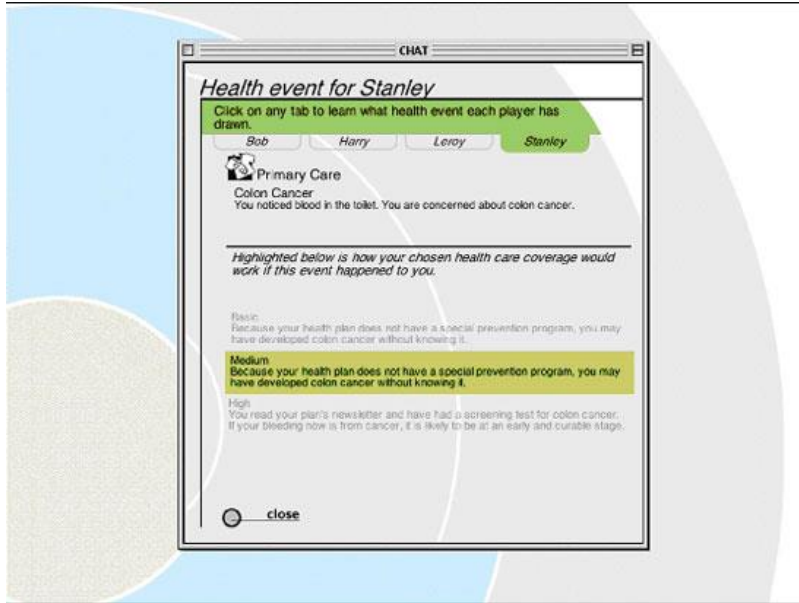 CHAT
Health event for Stanley
Click on any tab to learn what health event each player has
drawn.
Bob Harry Leroy Stanley
Primary Care
Colon Cancer
You noticed blood in the toilet. You are concerned about colon cancer.
Highlighted below is how your chosen health care coverage would
work if this event happened to you.
Basic
Because your health plan does not have a special prevention program, you may
have developed colon cancer without knowing it.
Medium
Because your health plan does not have a special prevention program, you may
have developed colon cancer without knowing it.
High
You read your plan's newsletter and have had a screening test for colon cancer.
If your bleeding now is from cancer, it is likely to be at an early and curable stage.
close